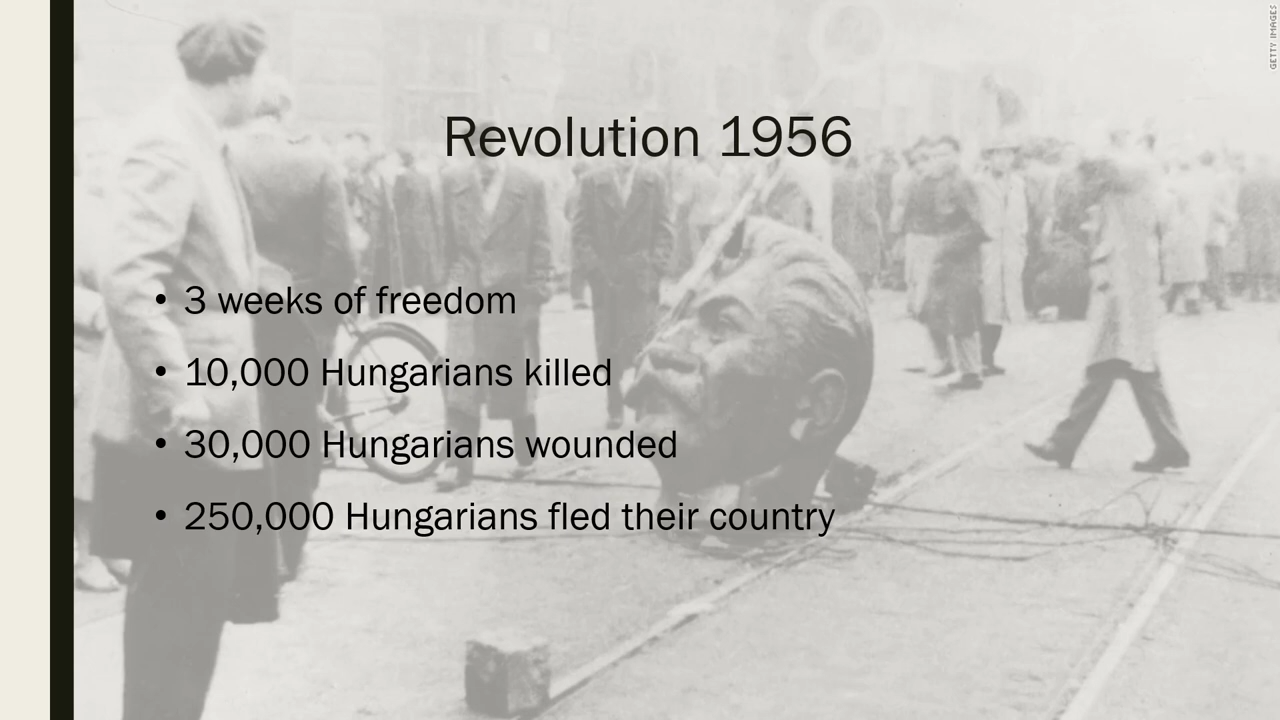 GETTY IMAGES
Revolution 1956
• 3 weeks of freedom
• 10,000 Hungarians killed
• 30,000 Hungarians wounded
• 250,000 Hungarians fled their country